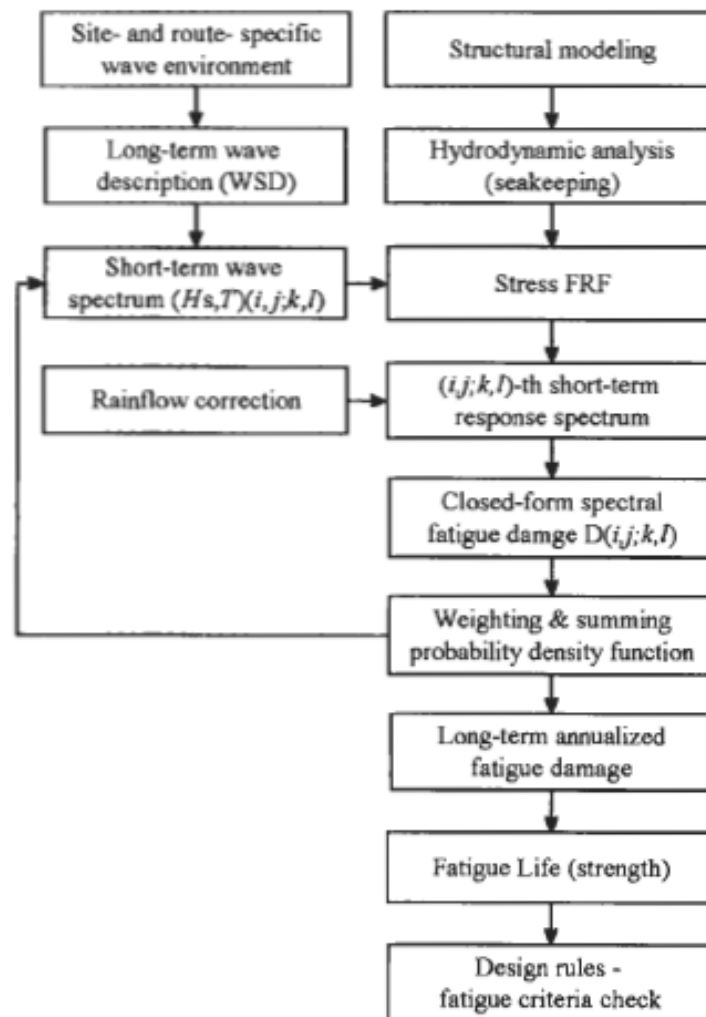 Site- and route- specific
wave environment
Structural modeling
Long-term wave
description (WSD)
Hydrodynamic analysis
(seakeeping)
Short-term wave
spectrum (Hs,T)(i,j;k,l)
Stress FRF
Rainflow correction
(i,j;k,l)-th short-term
response spectrum
Closed-form spectral
fatigue damge D(i,j;k,l)
Weighting & summing
probability density function
Long-term annualized
fatigue damage
Fatigue Life (strength)
Design rules -
fatigue criteria check